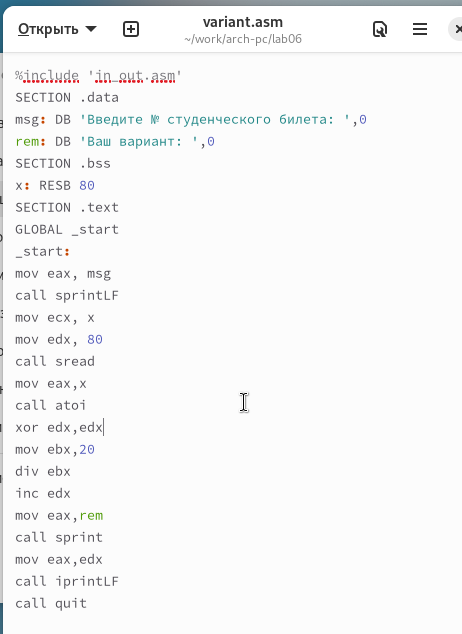 Открыть
variant.asm
~/work/arch-pc/lab06
%include 'in_out.asm'
SECTION .data
msg: DB 'Введите № студенческого билета: ',0
rem: DB 'Ваш вариант: ',0
SECTION .bss
x: RESB 80
SECTION .text
GLOBAL _start
_start:
mov eax, msg
call sprintLF
mov ecx, x
mov edx, 80
call sread
mov eax,x
call atoi
xor edx,edx
mov ebx,20
div ebx
inc edx
mov eax,rem
call sprint
mov eax,edx
call iprintLF
call quit